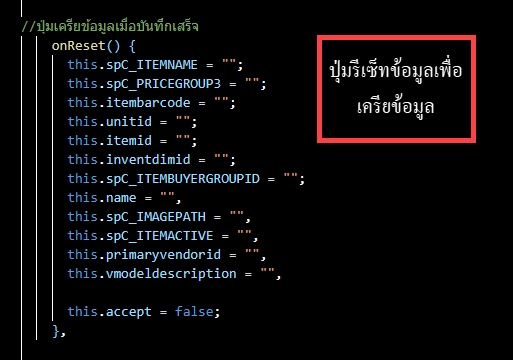 //ปุ่มเครียข้อมูลเมื่อบันทึกเสร็จ
onReset() {
this.spC_ITEMNAME = "";
this.spC_PRICEGROUP3 = "";
this.itembarcode = "";
this.unitid = "";
this.itemid = "";
this.inventdimid = "";
this.spC_ITEMBUYERGROUPID = "";
this.name = "",
this.spC_IMAGEPATH = "",
this.spC_ITEMACTIVE = "",
this.primaryvendorid = "",
this.vmodeldescription = "",
this.accept = false;
},
ปุ่มรีเซ็ทข้อมูลเพื่อ
เครียข้อมูล